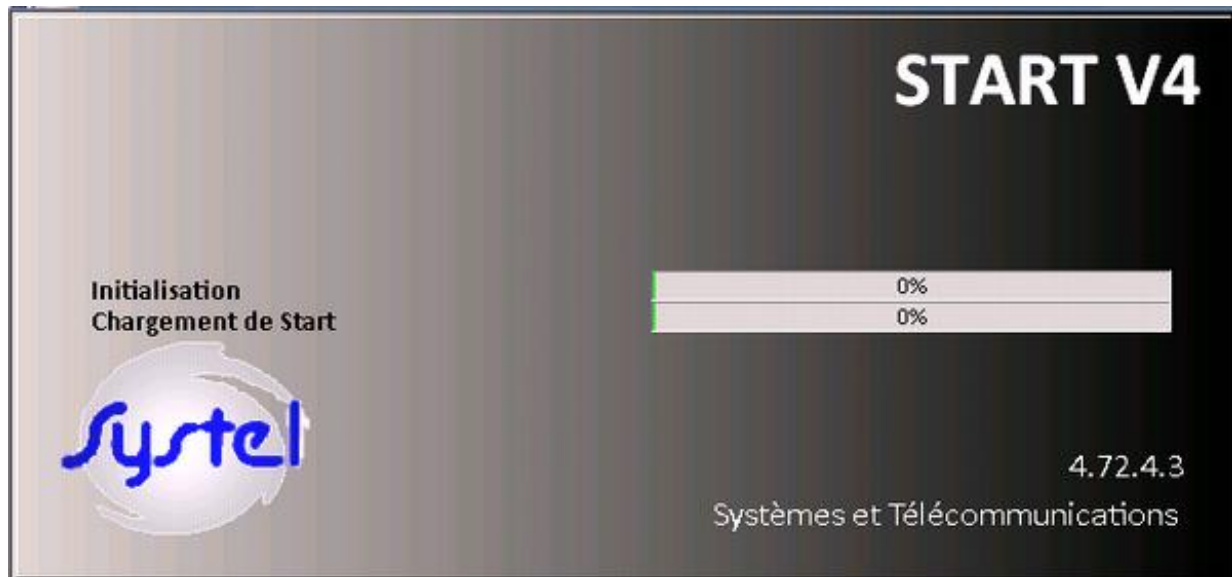 START V4
Initialisation
Chargement de Start
0%
0%
Systel
4.72.4.3
Systèmes et Télécommunications